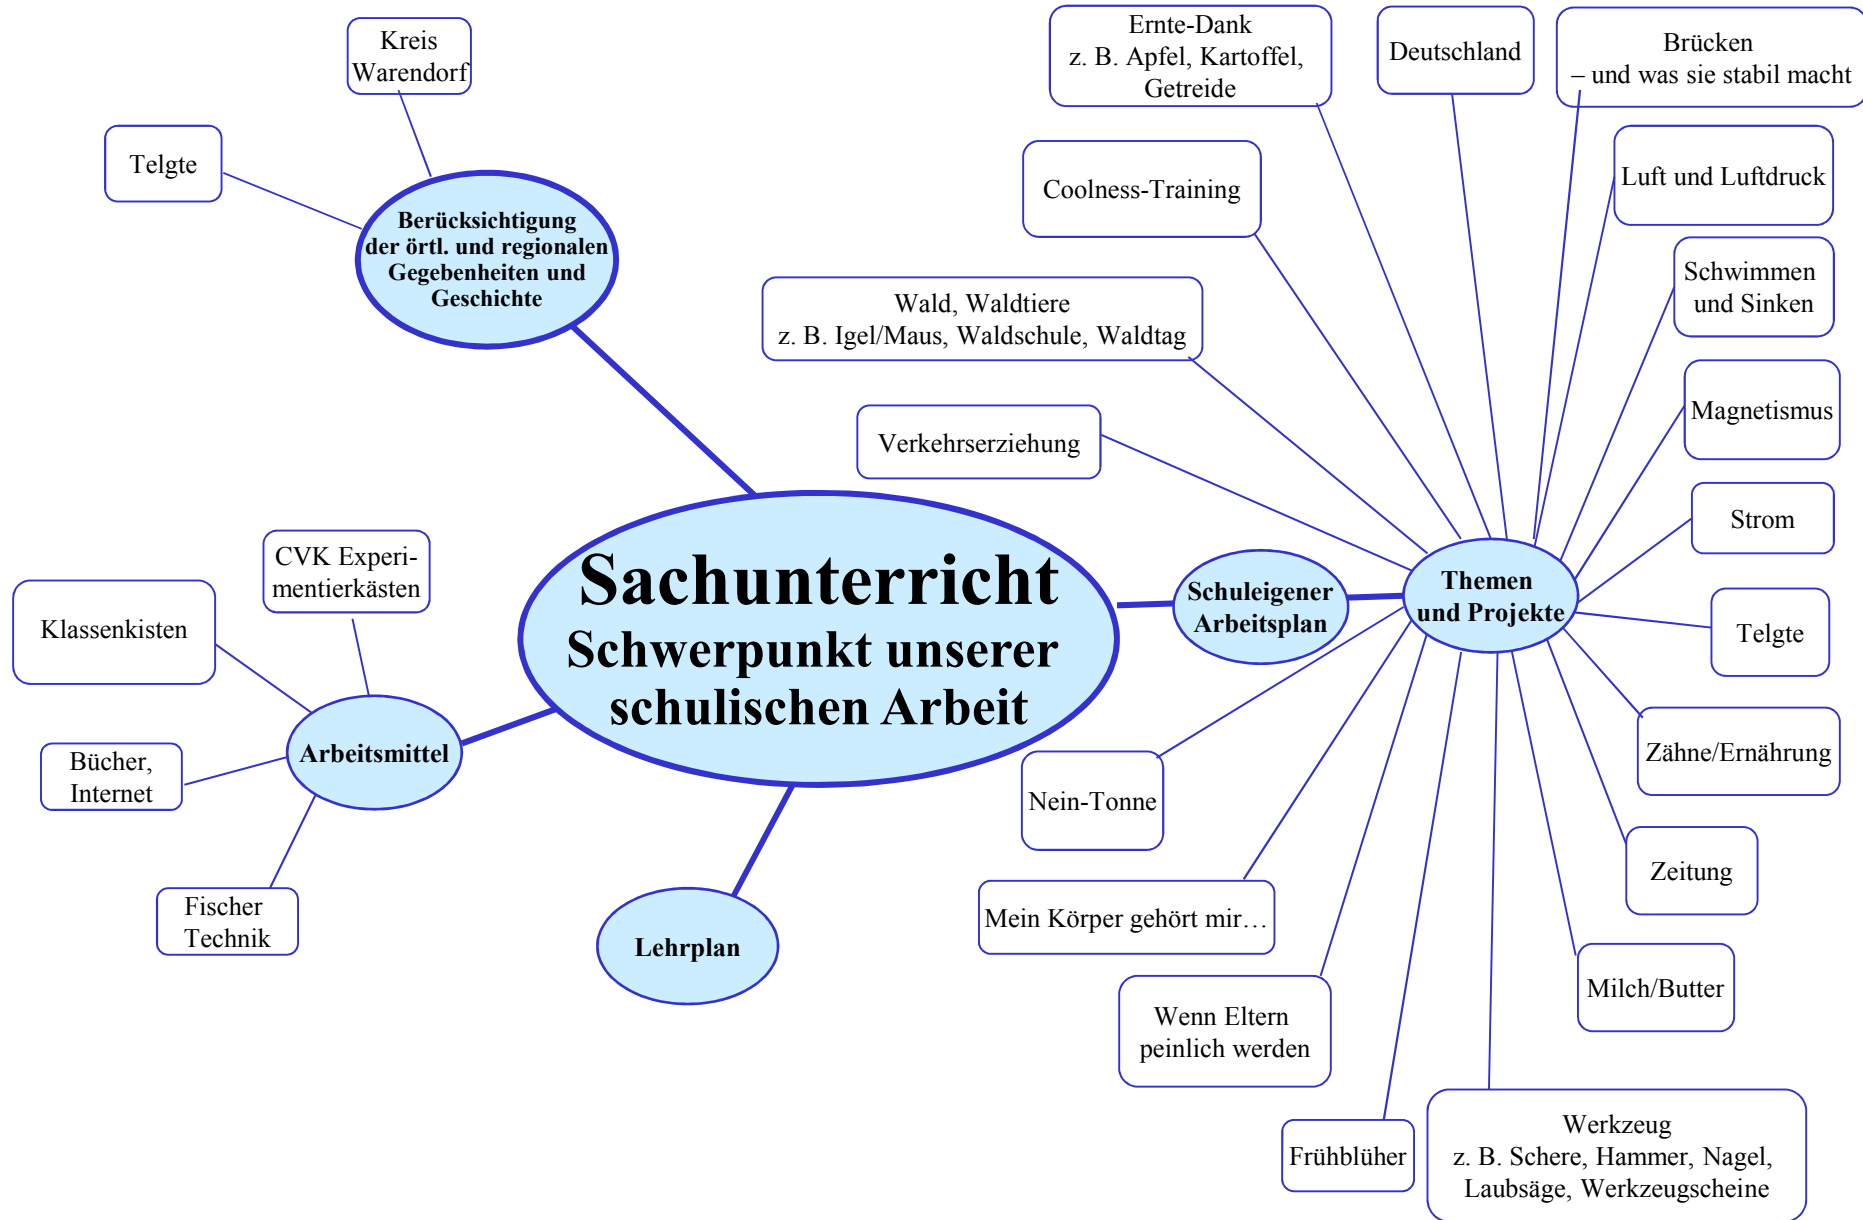 Kreis
Warendorf
Telgte
Berücksichtigung
der örtl. und regionalen
Gegebenheiten und
Geschichte
Ernte-Dank
z. B. Apfel, Kartoffel,
Getreide
Deutschland
Brücken
– und was sie stabil macht
Coolness-Training
Luft und Luftdruck
Wald, Waldtiere
z. B. Igel/Maus, Waldschule, Waldtag
Schwimmen
und Sinken
Verkehrserziehung
Magnetismus
Strom
Sachunterricht
Schwerpunkt unserer
schulischen Arbeit
Schuleigener
Arbeitsplan
Themen
und Projekte
Telgte
CVK Experi-
mentierkästen
Klassenkisten
Arbeitsmittel
Bücher,
Internet
Fischer
Technik
Lehrplan
Zähne/Ernährung
Nein-Tonne
Zeitung
Mein Körper gehört mir…
Milch/Butter
Wenn Eltern
peinlich werden
Frühblüher
Werkzeug
z. B. Schere, Hammer, Nagel,
Laubsäge, Werkzeugscheine